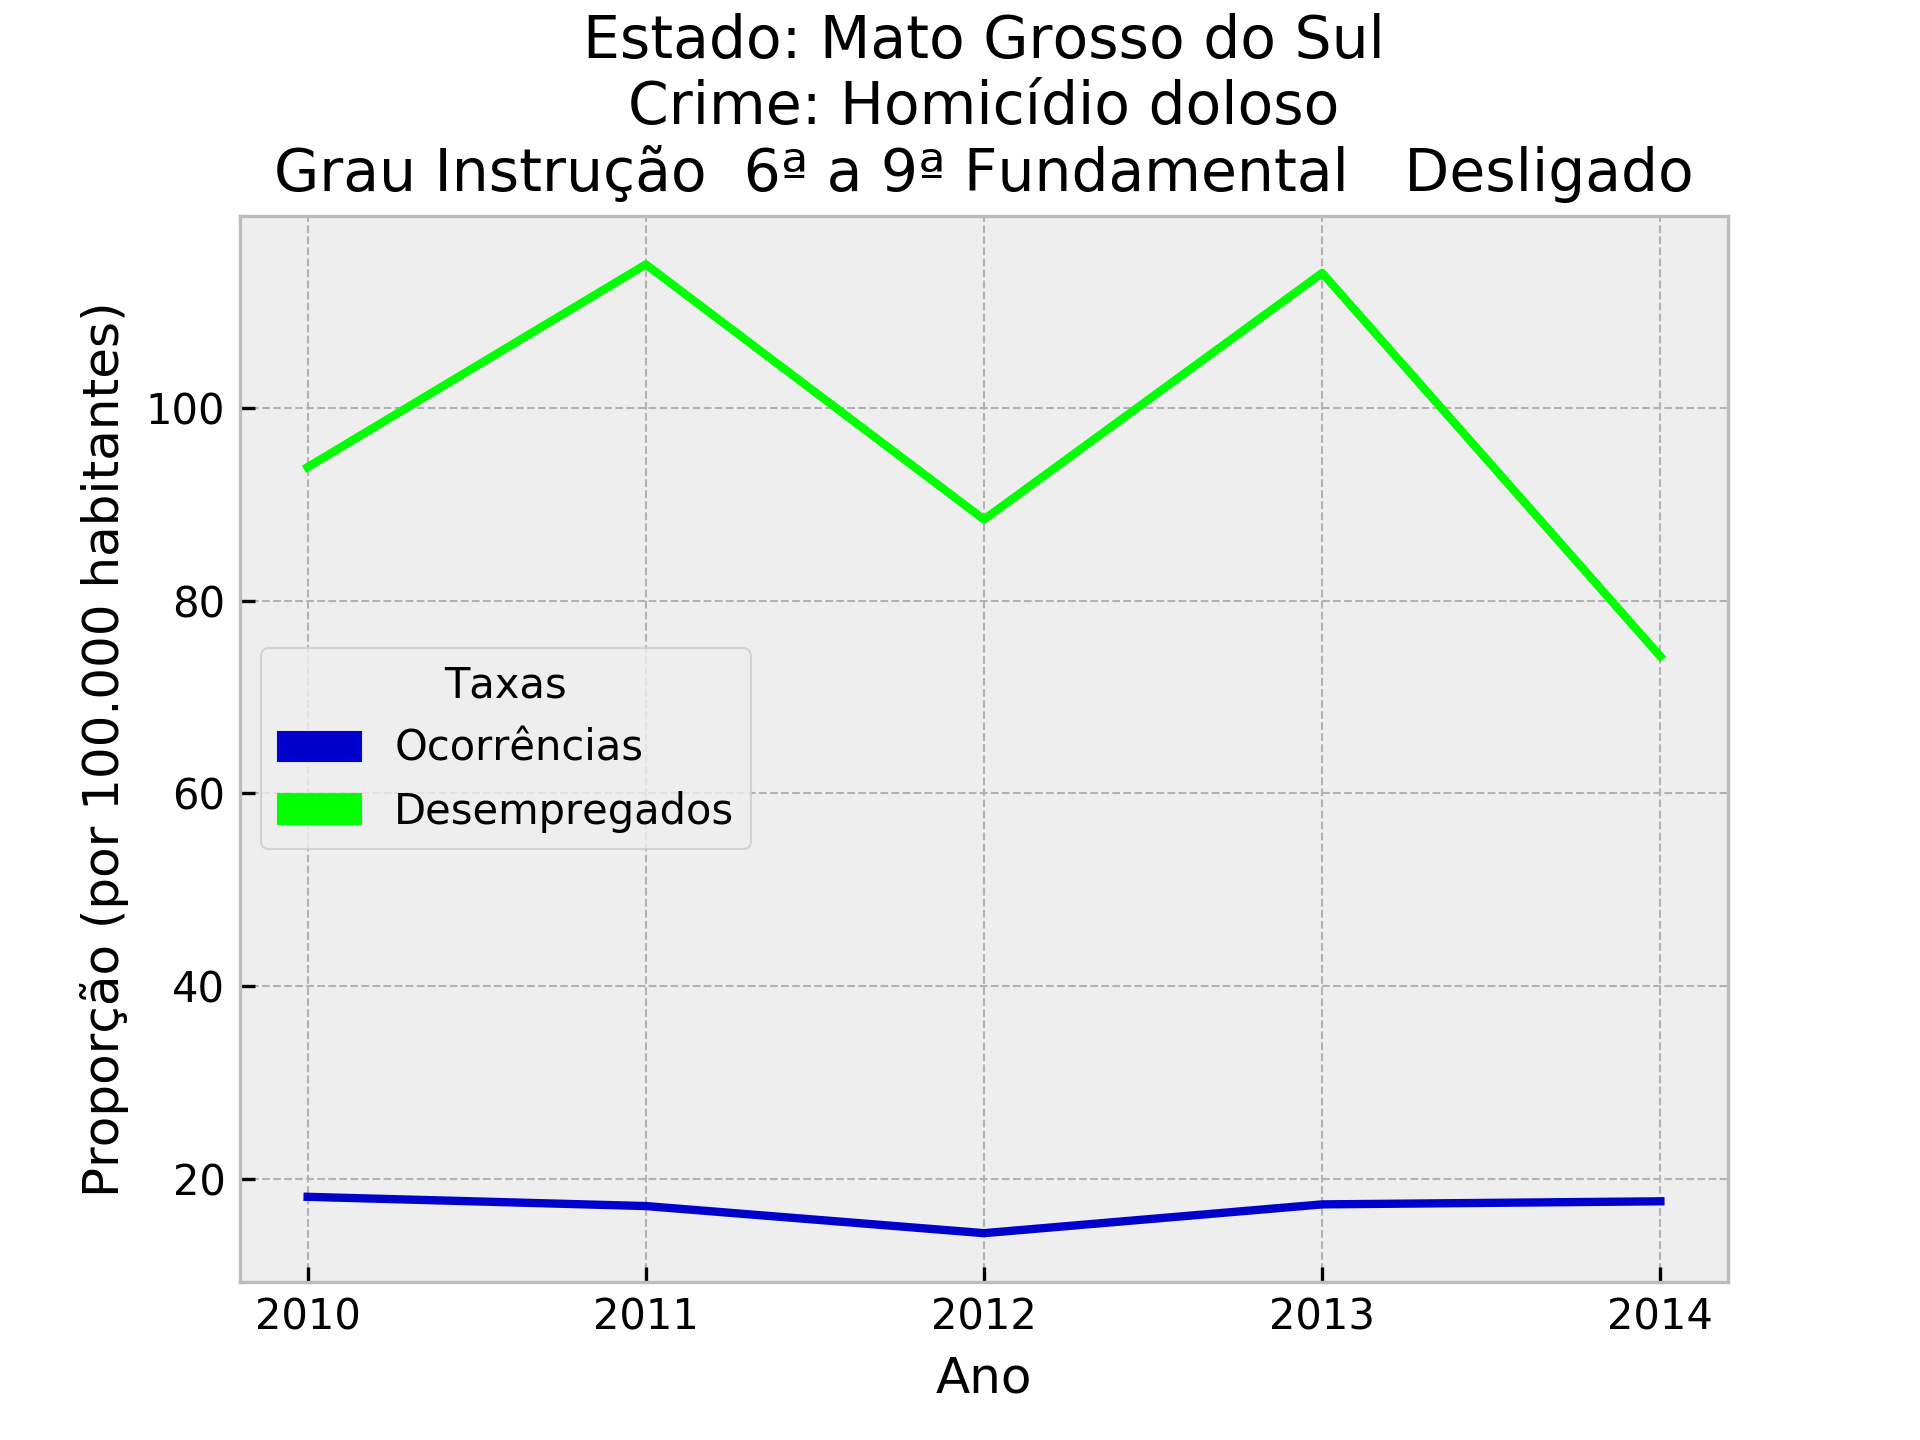 Estado: Mato Grosso do Sul
Crime: Homicídio doloso
Grau Instrução  6ª a 9ª Fundamental   Desligado
Proporção (por 100.000 habitantes)
100
80
60
40
20
Taxas
Ocorrências
Desempregados
2010 2011 2012 2013 2014
Ano